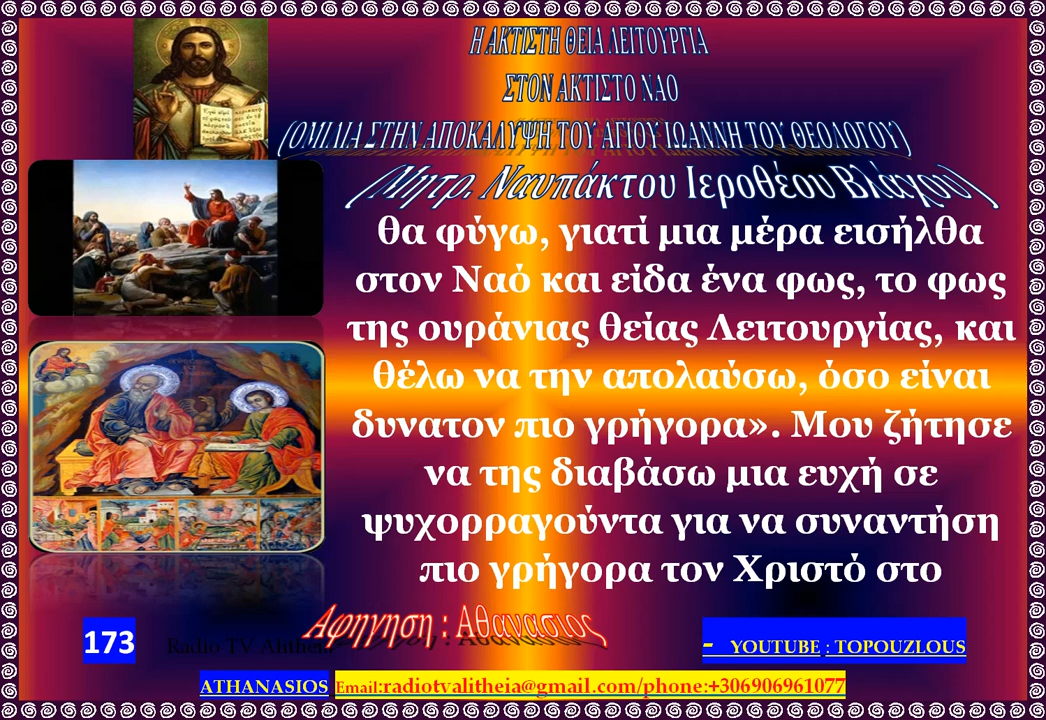 Η ΑΚΤΙΣΤΗ ΘΕΙΑ ΛΕΙΤΟΥΡΓΙΑ
ΣΤΟΝ ΑΚΤΙΣΤΟ ΝΑΟ
(ΟΜΙΛΙΑ ΣΤΗΝ ΑΠΟΚΑΛΥΨΗ ΤΟΥ ΑΓΙΟΥ ΙΩΑΝΝΗ ΤΟΥ ΘΕΟΛΟΓΟΥ)
(Μητρ. Ναυπάκτου Ιεροθέου Βλάχου)
θα φύγω, γιατί μια μέρα εισήλθα
στον Ναό και είδα ένα φως, το φως
της ουράνιας θείας Λειτουργίας, και
θέλω να την απολαύσω, όσο είναι
δυνατον πιο γρήγορα». Μου ζήτησε
να της διαβάσω μια ευχή σε
ψυχορραγούντα για να συναντήση
πιο γρήγορα τον Χριστό στο
Αφηγηση : Αθανασιος
173 Radio TV Alithei - YOUTUBE : TOPOUZLOUS
ATHANASIOS Email:radiotvalitheia@gmail.com/phone:+306906961077